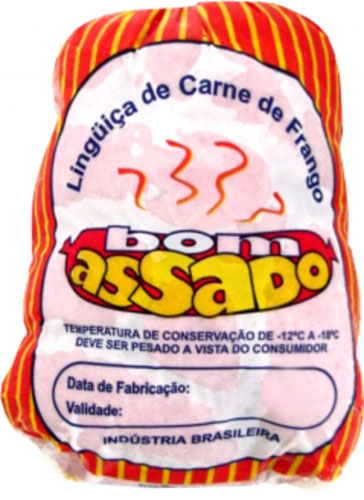 Lingüiça de Carne de Frango
bom
assado
TEMPERATURA DE CONSERVAÇÃO DE -12ºC A -18ºC
DEVE SER PESADO A VISTA DO CONSUMIDOR
Data de Fabricação:
Validade:
INDÚSTRIA BRASILEIRA